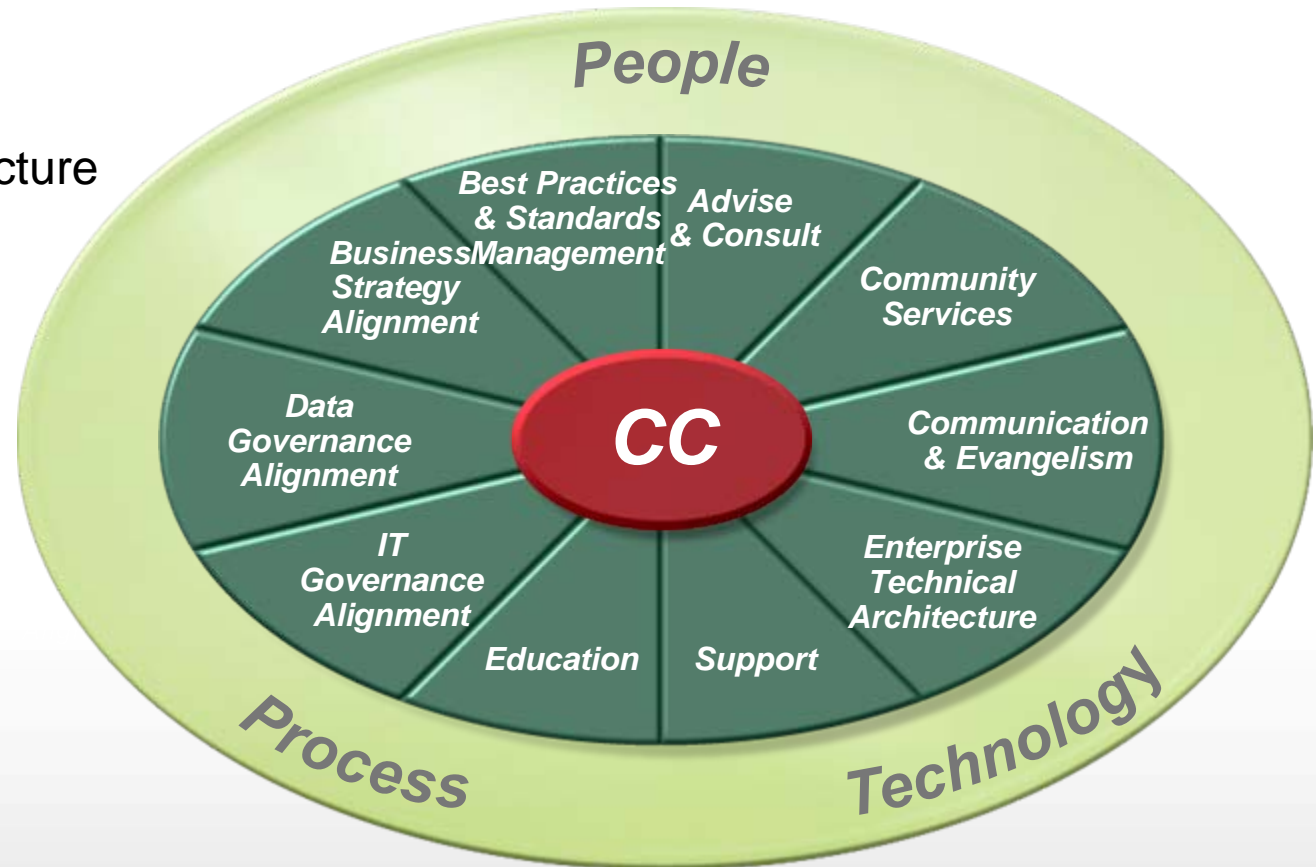 People
cture
Best Practices
& Standards
Management
Advise
& Consult
Business
Strategy
Alignment
Community
Services
Data
Governance
Alignment
CC
Communication
& Evangelism
IT
Governance
Alignment
Enterprise
Technical
Architecture
Education
Support
Process
Technology